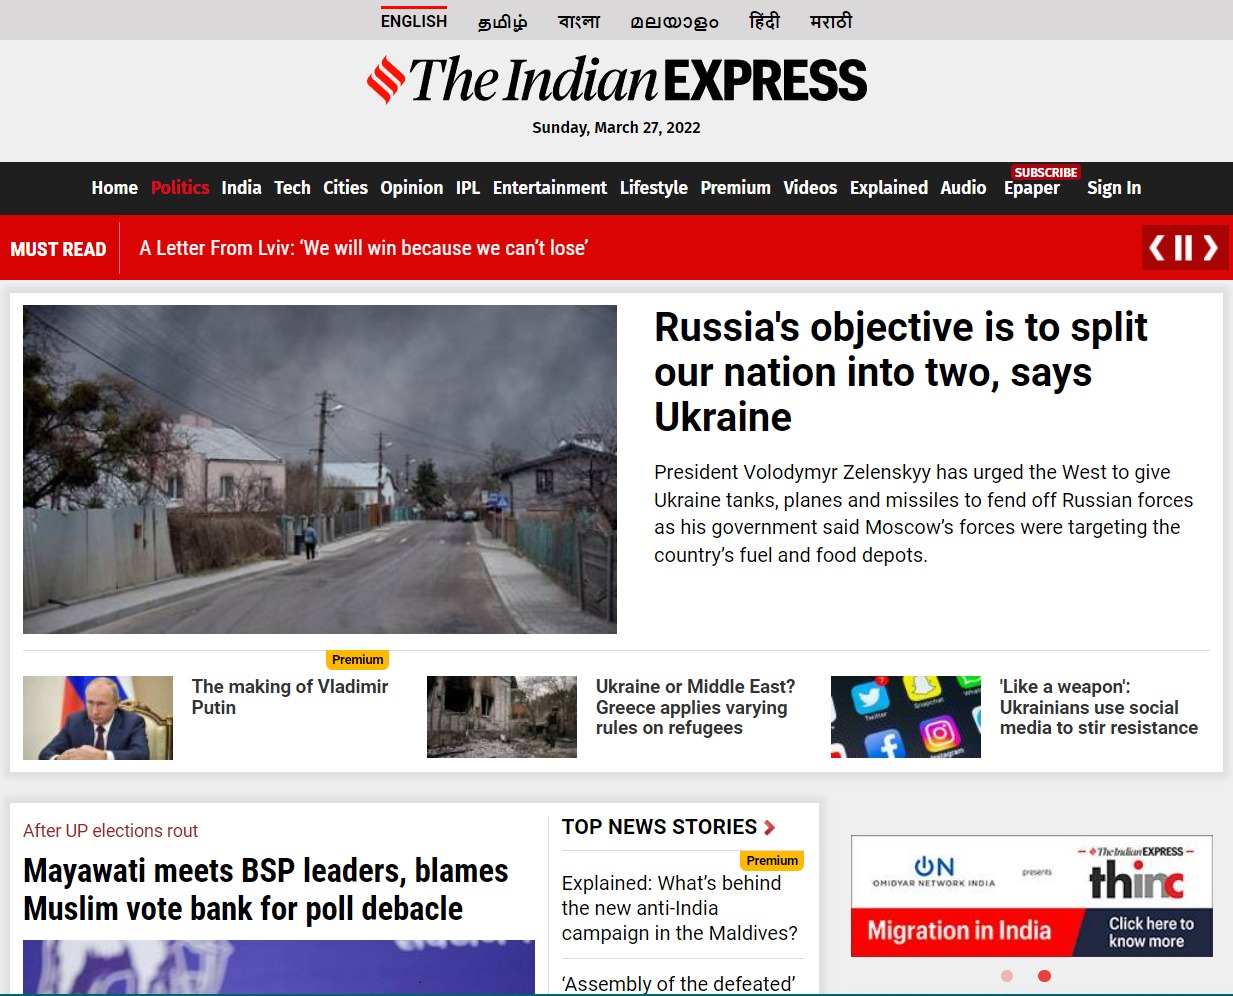 ENGLISH தமிழ் বাংলা മലയാളം हिंदी मराठी
The Indian EXPRESS
Sunday, March 27, 2022
SUBSCRIBE
Home Politics India Tech Cities Opinion IPL Entertainment Lifestyle Premium Videos Explained Audio Epaper Sign In
MUST READ A Letter From Lviv: ‘We will win because we can’t lose’
Russia's objective is to split
our nation into two, says
Ukraine
President Volodymyr Zelenskyy has urged the West to give
Ukraine tanks, planes and missiles to fend off Russian forces
as his government said Moscow’s forces were targeting the
country’s fuel and food depots.
Premium
The making of Vladimir
Putin
Ukraine or Middle East?
Greece applies varying
rules on refugees
Twitter
Snapchat
Instagram
'Like a weapon':
Ukrainians use social
media to stir resistance
After UP elections rout
Mayawati meets BSP leaders, blames
Muslim vote bank for poll debacle
TOP NEWS STORIES
Premium
Explained: What’s behind
the new anti-India
campaign in the Maldives?
‘Assembly of the defeated’
ON
OMIDYAR NETWORK INDIA
presents
The Indian EXPRESS
thinc
Migration in India
Click here to
know more